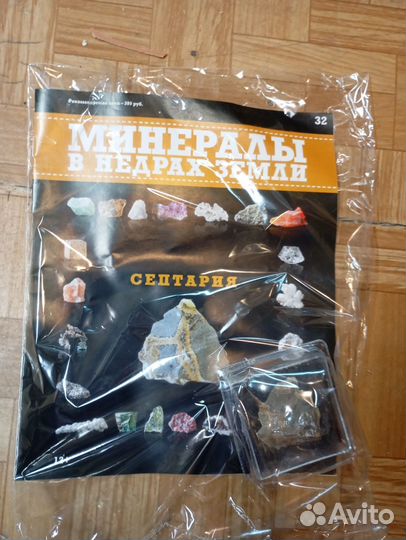 Рекомендуемая цена – 399 руб.
32
МИНЕРАЛЫ
В НЕДРАХ ЗЕМЛИ
СЕПТАРИЯ
12+
Avito